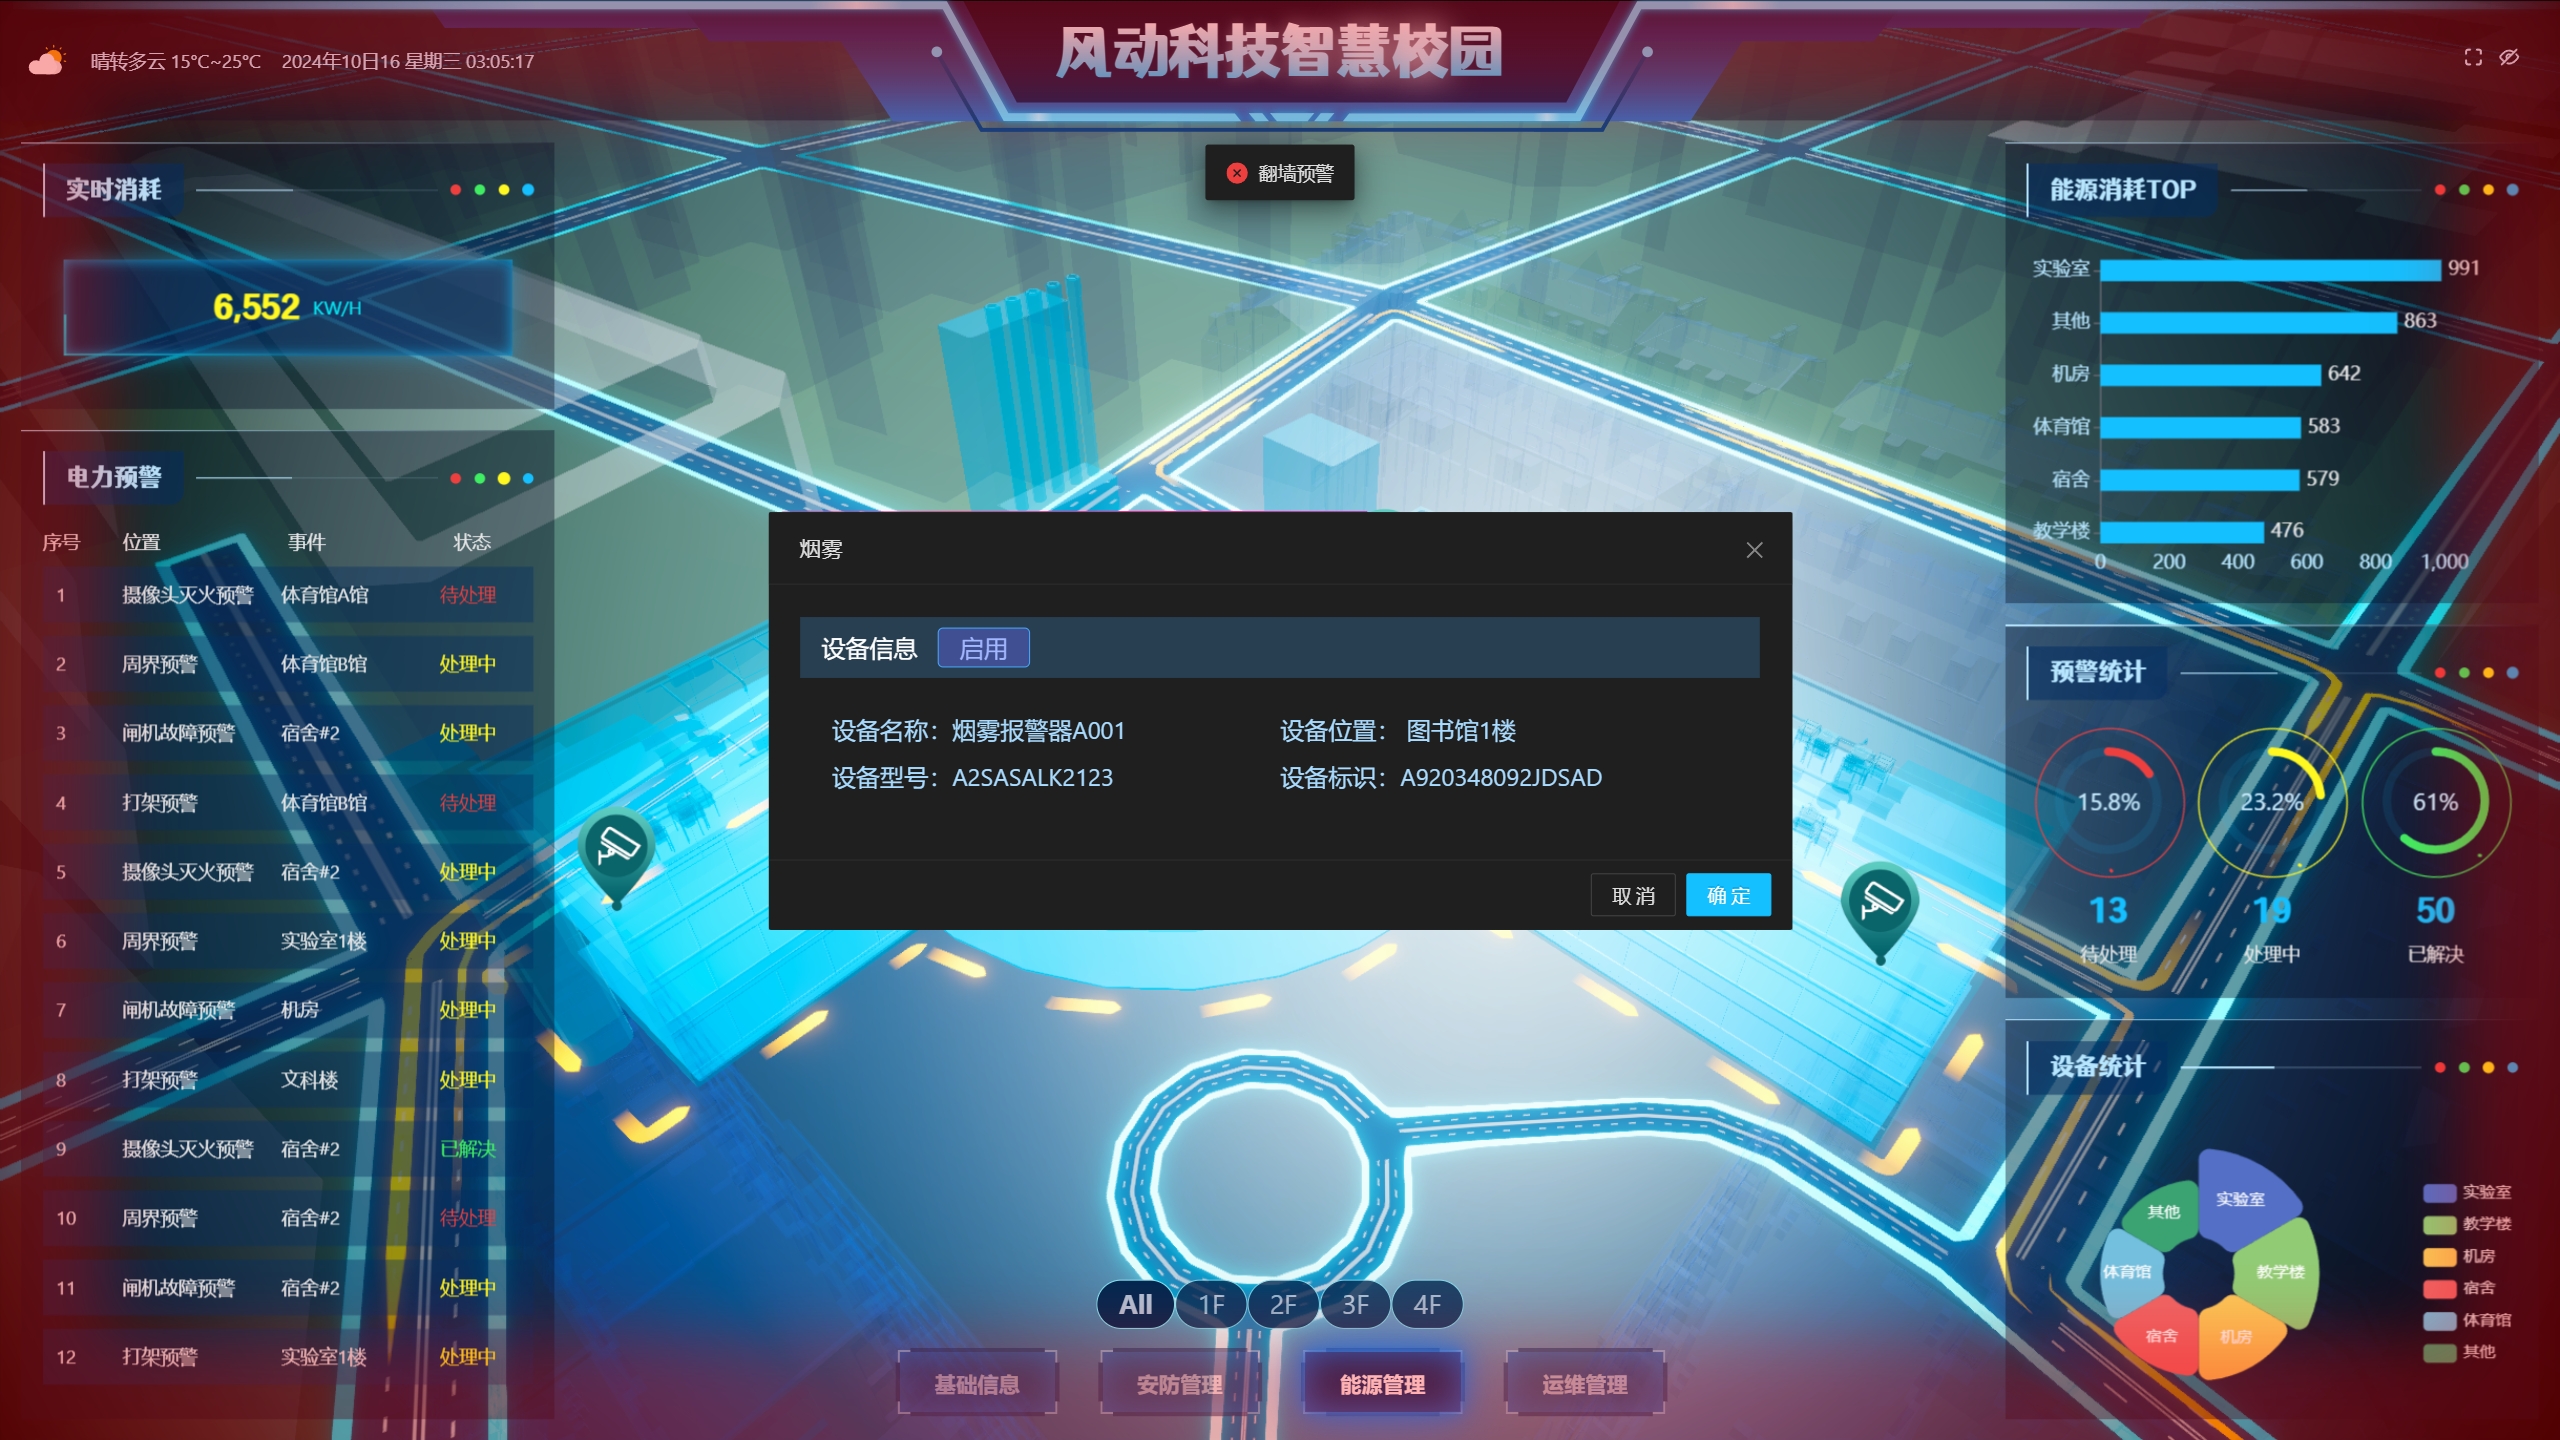 晴转多云 15℃~25℃ 2024年10日16 星期三 03:05:17
风动科技智慧校园
翻墙预警
实时消耗
6,552 KW/H
电力预警
序号 位置 事件 状态
1 摄像头灭火预警 体育馆A馆 待处理
2 周界预警 体育馆B馆 处理中
3 闸机故障预警 宿舍#2 处理中
4 打架预警 体育馆B馆 待处理
5 摄像头灭火预警 宿舍#2 处理中
6 周界预警 实验室1楼 处理中
7 闸机故障预警 机房 处理中
8 打架预警 文科楼 处理中
9 摄像头灭火预警 宿舍#2 已解决
10 周界预警 宿舍#2 待处理
11 闸机故障预警 宿舍#2 处理中
12 打架预警 实验室1楼 处理中
烟雾
设备信息 启用
设备名称：烟雾报警器A001 设备位置： 图书馆1楼
设备型号：A2SASALK2123 设备标识：A920348092JDSAD
取消 确定
All 1F 2F 3F 4F
基础信息 安防管理 能源管理 运维管理
能源消耗TOP
实验室 991
其他 863
机房 642
体育馆 583
宿舍 579
教学楼 476
0 200 400 600 800 1,000
预警统计
15.8% 23.2% 61%
13 19 50
待处理 处理中 已解决
设备统计
实验室
教学楼
机房
宿舍
体育馆
其他
实验室
教学楼
机房
宿舍
体育馆
其他